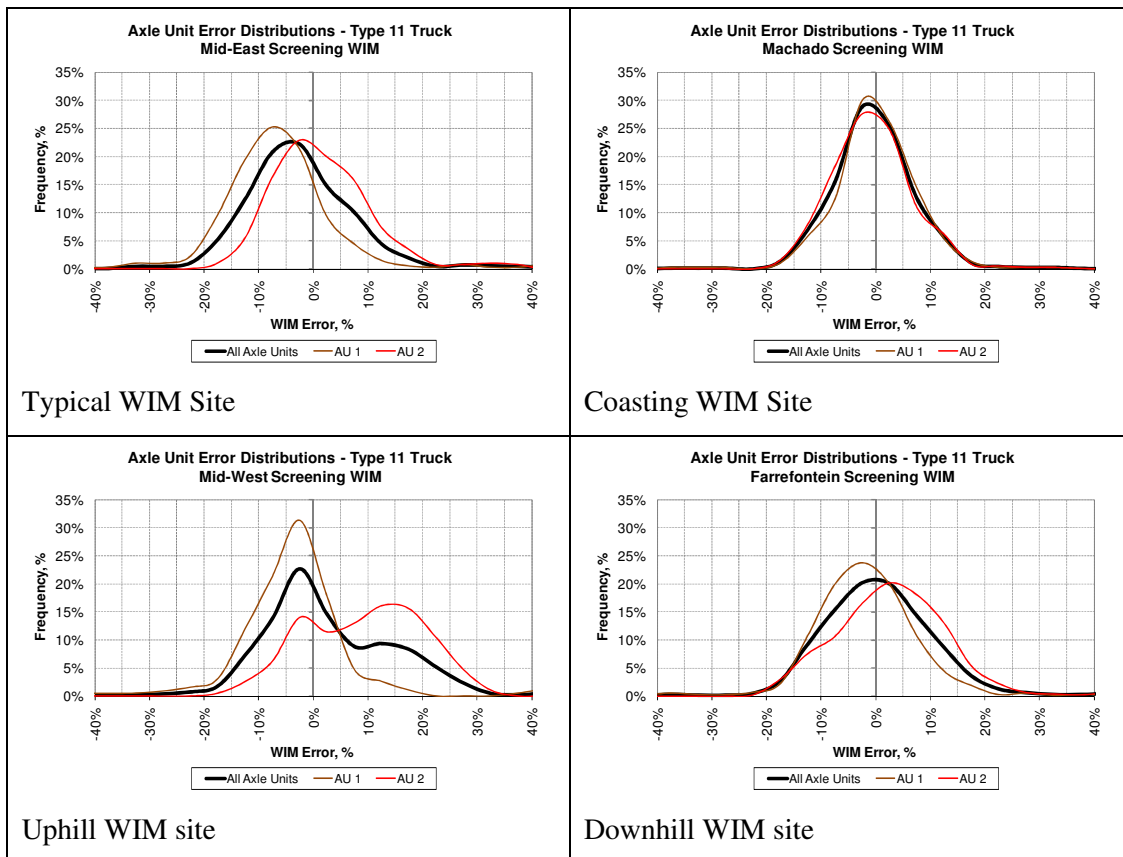 Axle Unit Error Distributions - Type 11 Truck
Mid-East Screening WIM
35%
30%
25%
20%
15%
10%
5%
0%
Frequency, %
-40%
-30%
-20%
-10%
0%
10%
20%
30%
40%
WIM Error, %
All Axle Units AU 1 AU 2
Typical WIM Site
Axle Unit Error Distributions - Type 11 Truck
Machado Screening WIM
35%
30%
25%
20%
15%
10%
5%
0%
Frequency, %
-40%
-30%
-20%
-10%
0%
10%
20%
30%
40%
WIM Error, %
All Axle Units AU 1 AU 2
Coasting WIM Site
Axle Unit Error Distributions - Type 11 Truck
Mid-West Screening WIM
35%
30%
25%
20%
15%
10%
5%
0%
Frequency, %
-40%
-30%
-20%
-10%
0%
10%
20%
30%
40%
WIM Error, %
All Axle Units AU 1 AU 2
Uphill WIM site
Axle Unit Error Distributions - Type 11 Truck
Farrefontein Screening WIM
35%
30%
25%
20%
15%
10%
5%
0%
Frequency, %
-40%
-30%
-20%
-10%
0%
10%
20%
30%
40%
WIM Error, %
All Axle Units AU 1 AU 2
Downhill WIM site